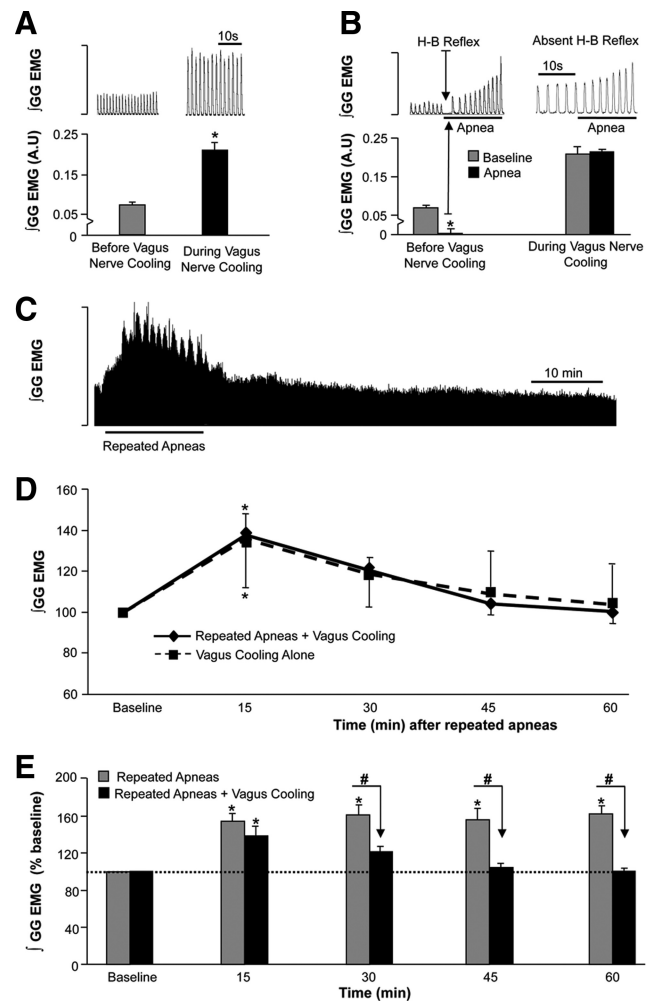 A
10s
∫GG EMG
∫GG EMG (A.U)
0.25
0.15
0.05
0
*
Before Vagus
Nerve Cooling
During Vagus
Nerve Cooling
B
H-B Reflex
Absent H-B Reflex
10s
∫GG EMG
Apnea
Apnea
∫GG EMG (A.U)
0.25
0.15
0.05
0
Baseline
Apnea
*
Before Vagus
Nerve Cooling
During Vagus Nerve
Cooling
C
∫GG EMG
10 min
Repeated Apneas
D
∫GG EMG
160
140
120
100
80
60
*
*
Repeated Apneas + Vagus Cooling
Vagus Cooling Alone
Baseline
15
30
45
60
Time (min) after repeated apneas
E
∫ GG EMG (% baseline)
200
160
120
80
40
0
Repeated Apneas
Repeated Apneas + Vagus Cooling
# # #
* * * * *
Baseline
15
30
45
60
Time (min)